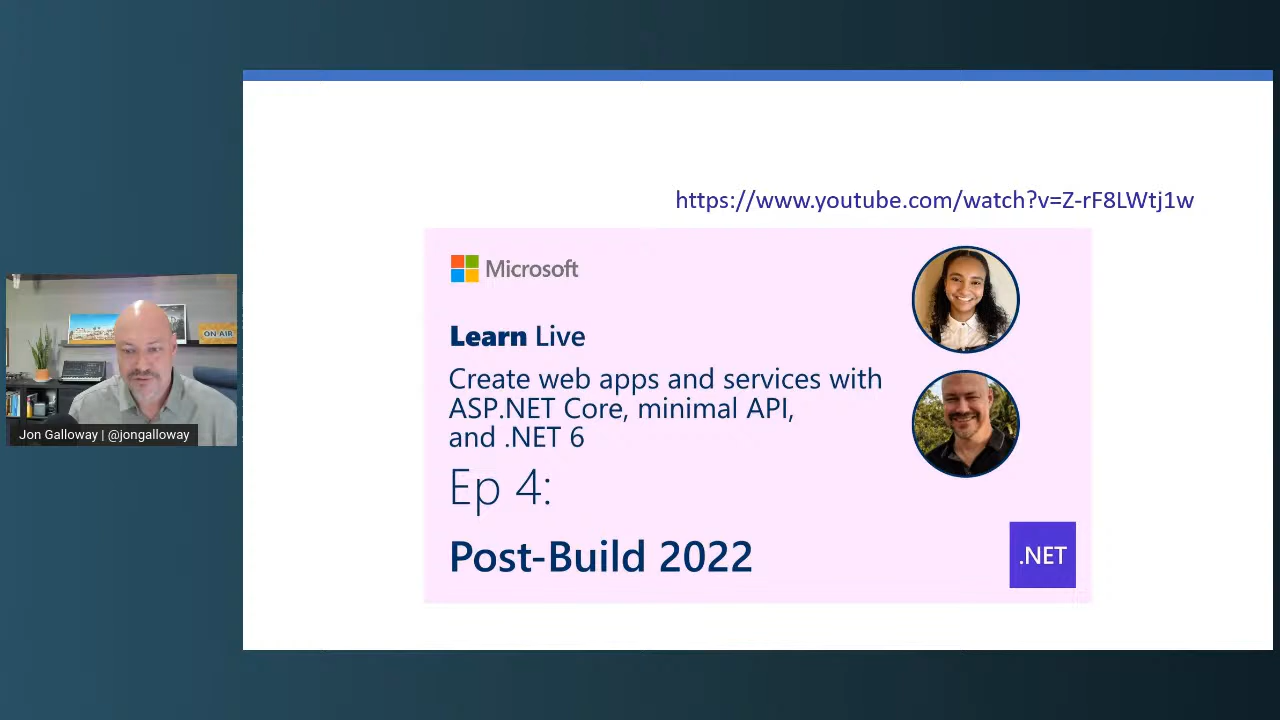 https://www.youtube.com/watch?v=Z-rF8LWtj1w
Microsoft
Learn Live
Create web apps and services with
ASP.NET Core, minimal API,
and .NET 6
Ep 4:
Post-Build 2022
.NET
ON AIR
Jon Galloway | @jongalloway